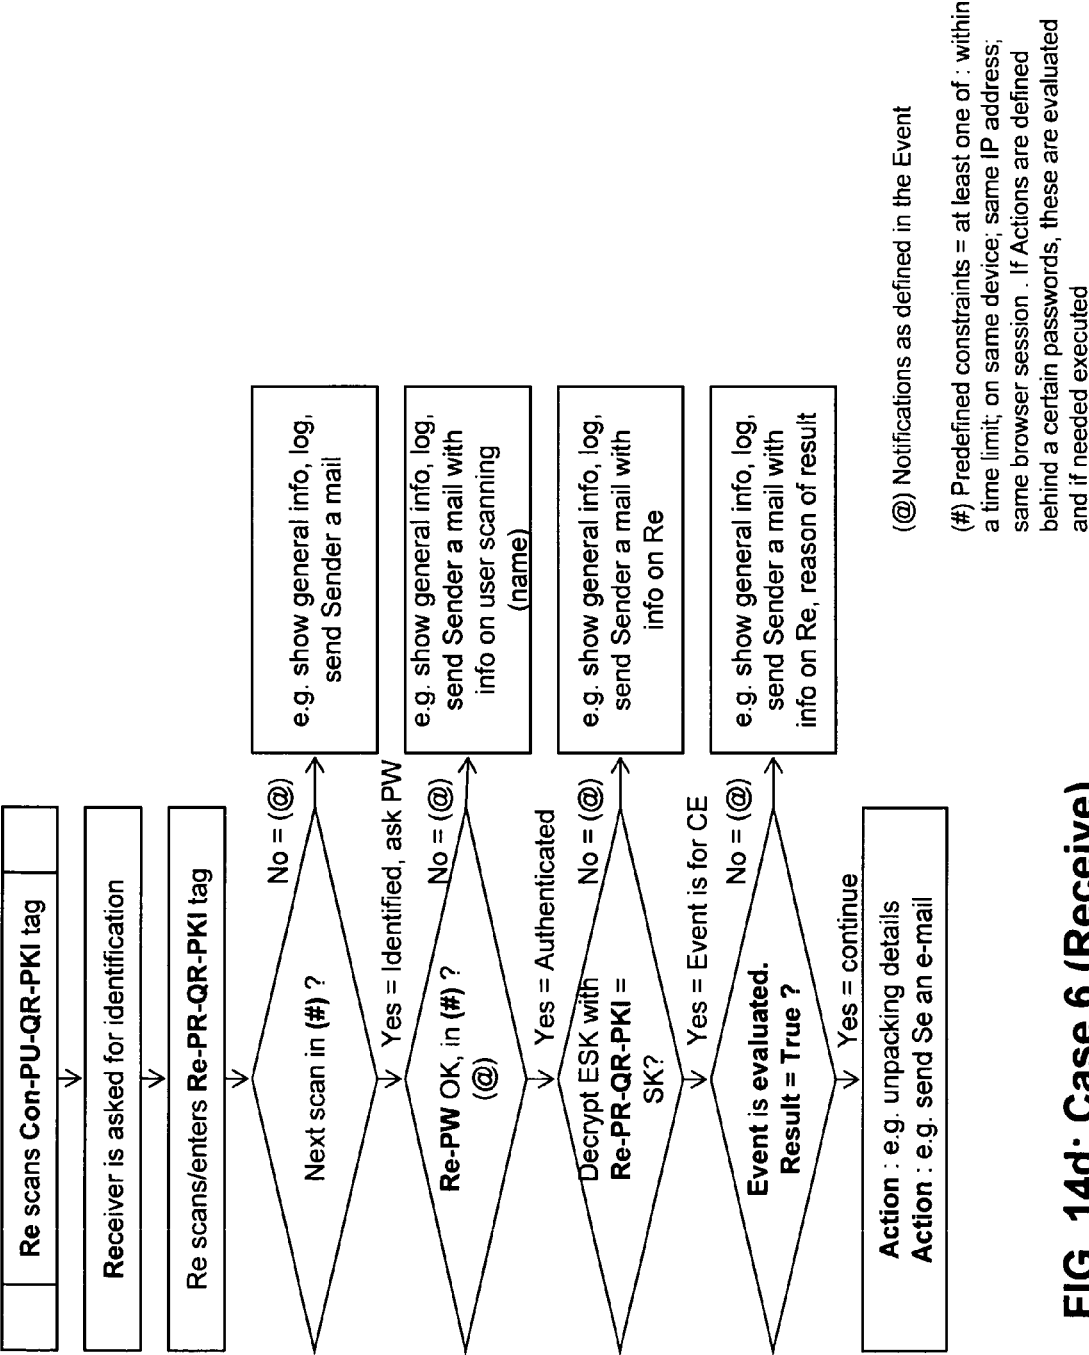 Re scans Con-PU-QR-PKI tag
Receiver is asked for identification
Re scans/enters Re-PR-QR-PKI tag
Next scan in (#) ?
No = (@)
e.g. show general info, log,
send Sender a mail
Yes = Identified, ask PW
Re-PW OK, in (#) ?
(@)
No = (@)
e.g. show general info, log,
send Sender a mail with
info on user scanning
(name)
Yes = Authenticated
Decrypt ESK with
Re-PR-QR-PKI =
SK?
No = (@)
e.g. show general info, log,
send Sender a mail with
info on Re
Yes = Event is for CE
Event is evaluated.
Result = True ?
No = (@)
e.g. show general info, log,
send Sender a mail with
info on Re, reason of result
Yes = continue
Action : e.g. unpacking details
Action : e.g. send Se an e-mail
(@) Notifications as defined in the Event
(#) Predefined constraints = at least one of : within
a time limit; on same device; same IP address;
same browser session . If Actions are defined
behind a certain passwords, these are evaluated
and if needed executed
FIG. 14d: Case 6 (Receive)